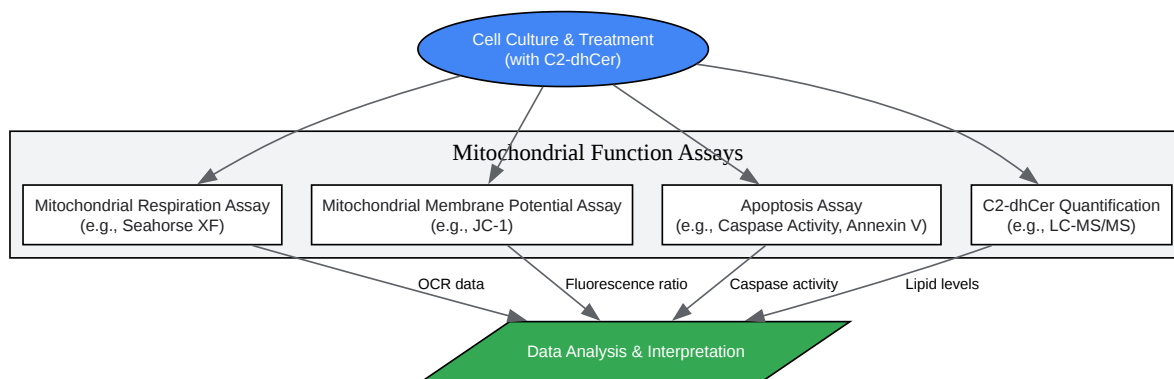 Cell Culture & Treatment
(with C2-dhCer)
Mitochondrial Function Assays
Mitochondrial Respiration Assay
(e.g., Seahorse XF)
Mitochondrial Membrane Potential Assay
(e.g., JC-1)
Apoptosis Assay
(e.g., Caspase Activity, Annexin V)
C2-dhCer Quantification
(e.g., LC-MS/MS)
OCR data
Fluorescence ratio
Caspase activity
Lipid levels
Data Analysis & Interpretation